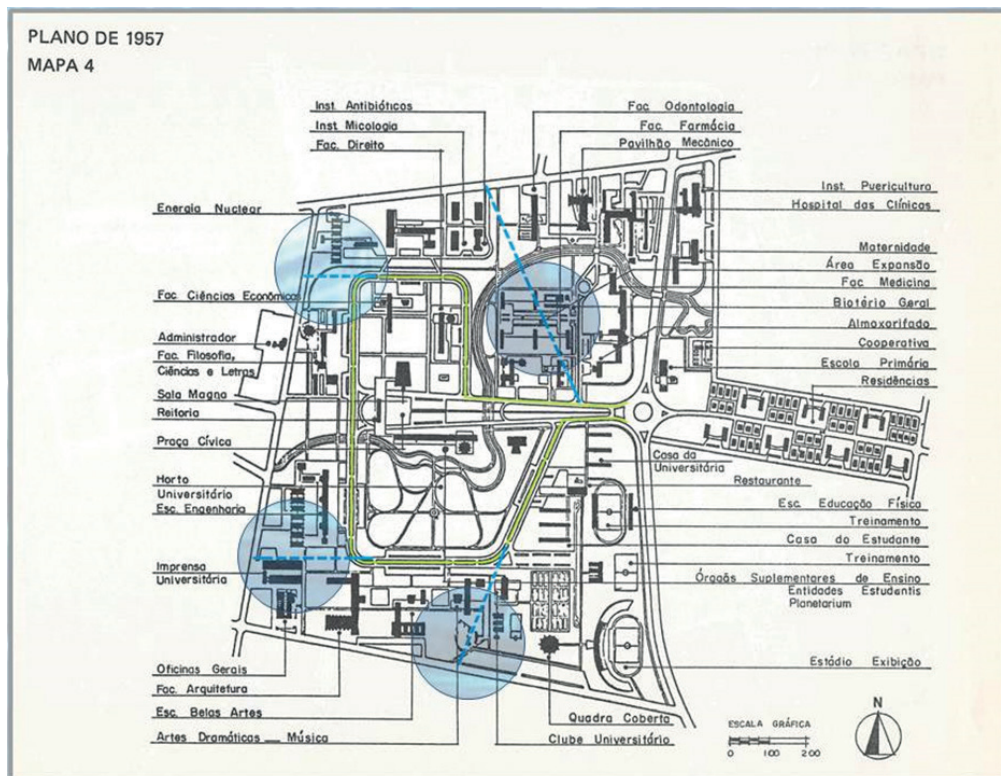 PLANO DE 1957
MAPA 4
Inst. Antibióticos
Inst. Micologia
Fac. Direito
Energia Nuclear
Fac. Ciências Econômicas
Administrador
Fac. Filosofia,
Ciências e Letras
Sala Magna
Reitoria
Praça Cívica
Horto
Universitário
Esc. Engenharia
Imprensa
Universitária
Oficinas Gerais
Fac. Arquitetura
Esc. Belas Artes
Artes Dramáticas __ Música
Fac. Odontologia
Fac. Farmácia
Pavilhão Mecânico
Inst. Puericultura
Hospital das Clínicas
Maternidade
Área Expansão
Fac. Medicina
Biotério Geral
Almoxarifado
Cooperativa
Escola Primária
Residências
Casa da
Universitária
Restaurante
Esc. Educação Física
Treinamento
Casa do Estudante
Treinamento
Órgãos Suplementares de Ensino
Entidades Estudentis
Planetarium
Estádio Exibição
Quadra Coberta
Clube Universitário
ESCALA GRÁFICA
0 100 200
N